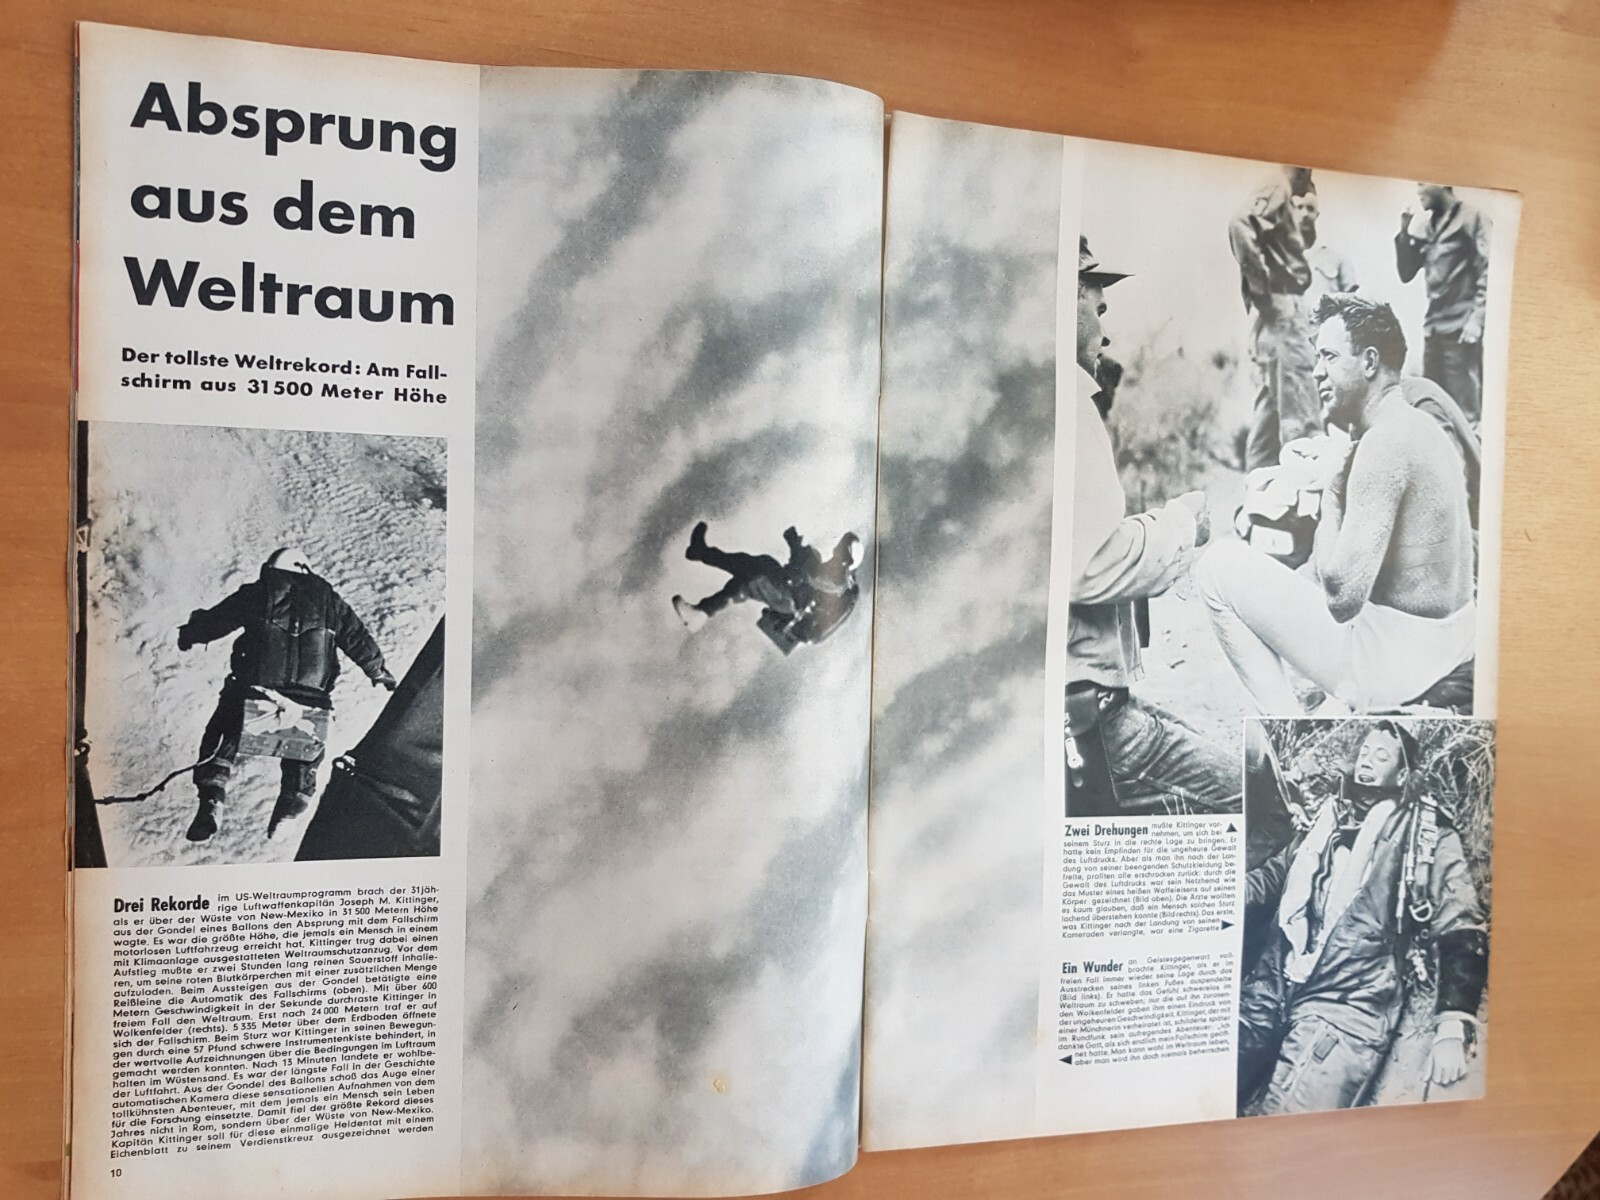 Absprung
aus dem
Weltraum
Der tollste Weltrekord: Am Fall-
schirm aus 31500 Meter Höhe
Drei Rekorde im US-Weltraumprogramm brach der 31jäh-
rige Luftwaffenkapitän Joseph M. Kittinger,
als er über der Wüste von New-Mexiko in 31 500 Metern Höhe
aus der Gondel eines Ballons den Absprung mit dem Fallschirm
wagte. Es war die größte Höhe, die jemals ein Mensch in einem
motorlosen Luftfahrzeug erreicht hat. Kittinger trug dabei einen
mit Klimaanlage ausgestatteten Weltraumschutzanzug. Vor dem
Aufstieg mußte er zwei Stunden lang reinen Sauerstoff inhalie-
ren, um seine roten Blutkörperchen mit einer zusätzlichen Menge
aufzuladen. Beim Aussteigen aus der Gondel betätigte eine
Reißleine die Automatik des Fallschirms (oben). Mit über 600
Metern Geschwindigkeit in der Sekunde durchraste Kittinger in
freiem Fall den Weltraum. Erst nach 24 000 Metern traf er auf
Wolkenfelder (rechts). 5 335 Meter über dem Erdboden öffnete
sich der Fallschirm. Beim Sturz war Kittinger in seinen Bewegun-
gen durch eine 57 Pfund schwere Instrumentenkiste behindert, in
der wertvolle Aufzeichnungen über die Bedingungen im Luftraum
gemacht werden konnten. Nach 13 Minuten landete er wohlbe-
halten im Wüstensand. Es war der längste Fall in der Geschichte
der Luftfahrt. Aus der Gondel des Ballons schoß das Auge einer
automatischen Kamera diese sensationellen Aufnahmen von dem
tollkühnsten Abenteuer, mit dem jemals ein Mensch sein Leben
für die Forschung einsetzte. Damit fiel der größte Rekord dieses
Jahres nicht in Rom, sondern über der Wüste von New-Mexiko.
Kapitän Kittinger soll für diese einmalige Heldentat mit einem
Eichenblatt zu seinem Verdienstkreuz ausgezeichnet werden
10
Zwei Drehungen mußte Kittinger vor-
nehmen, um sich bei
seinem Sturz in die rechte Lage zu bringen. Er
hatte kein Empfinden für die ungeheure Gewalt
des Luftdrucks. Aber als man ihn nach der Lan-
dung von seiner beengenden Schutzkleidung be-
freite, prallten alle erschrocken zurück: durch die
Gewalt des Luftdrucks war sein Netzhemd wie
das Muster eines heißen Waffeleisens auf seinen
Körper gezeichnet (Bild oben). Die Ärzte wollten
es kaum glauben, daß ein Mensch solchen Sturz
lachend überstehen konnte (Bild rechts). Das erste,
was Kittinger nach der Landung von seinen
Kameraden verlangte, war eine Zigarette
Ein Wunder an Geistesgegenwart voll-
brachte Kittinger, als er im
freien Fall immer wieder seine Lage durch das
Ausstrecken seines linken Fußes auspendelte
(Bild links). Er hatte das Gefühl, schwerelos im
Weltraum zu schweben; nur die auf ihn zurasen-
den Wolkenfelder gaben ihm einen Eindruck von
der ungeheuren Geschwindigkeit. Kittinger, der mit
einer Münchnerin verheiratet ist, schilderte später
im Rundfunk sein aufregendes Abenteuer: „Ich
dankte Gott, als sich endlich mein Fallschirm geöff-
net hatte. Man kann wohl im Weltraum leben,
aber man wird ihn doch niemals beherrschen